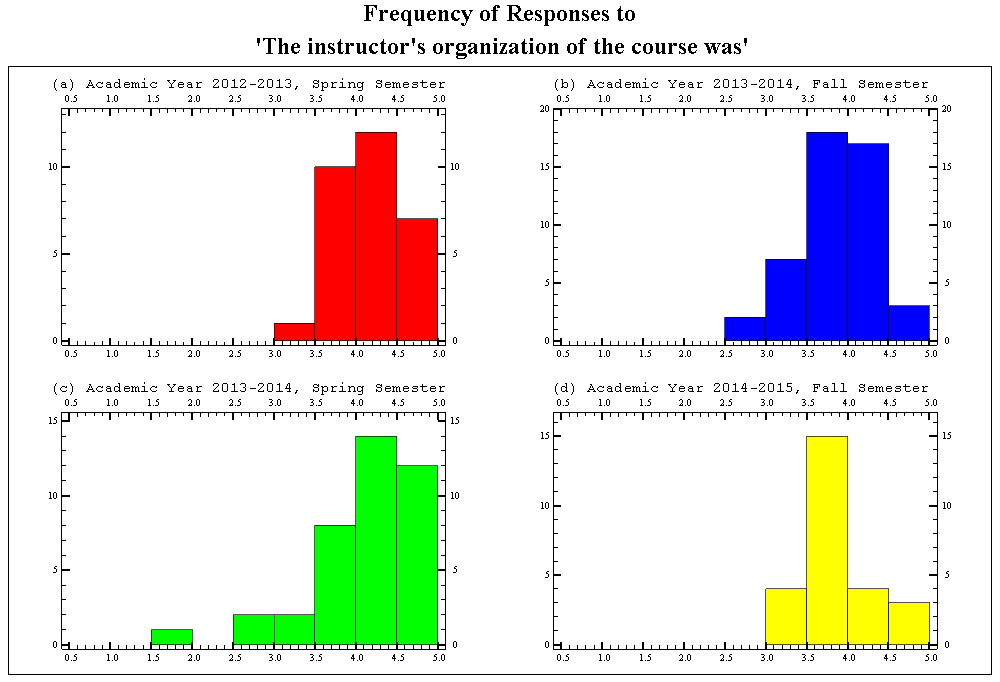 Frequency of Responses to
'The instructor's organization of the course was'
(a) Academic Year 2012-2013, Spring Semester
0.5 1.0 1.5 2.0 2.5 3.0 3.5 4.0 4.5 5.0
10 10
5 5
0 0
0.5 1.0 1.5 2.0 2.5 3.0 3.5 4.0 4.5 5.0
(b) Academic Year 2013-2014, Fall Semester
0.5 1.0 1.5 2.0 2.5 3.0 3.5 4.0 4.5 5.0
20 20
15 15
10 10
5 5
0 0
0.5 1.0 1.5 2.0 2.5 3.0 3.5 4.0 4.5 5.0
(c) Academic Year 2013-2014, Spring Semester
0.5 1.0 1.5 2.0 2.5 3.0 3.5 4.0 4.5 5.0
15 15
10 10
5 5
0 0
0.5 1.0 1.5 2.0 2.5 3.0 3.5 4.0 4.5 5.0
(d) Academic Year 2014-2015, Fall Semester
0.5 1.0 1.5 2.0 2.5 3.0 3.5 4.0 4.5 5.0
15 15
10 10
5 5
0 0
0.5 1.0 1.5 2.0 2.5 3.0 3.5 4.0 4.5 5.0